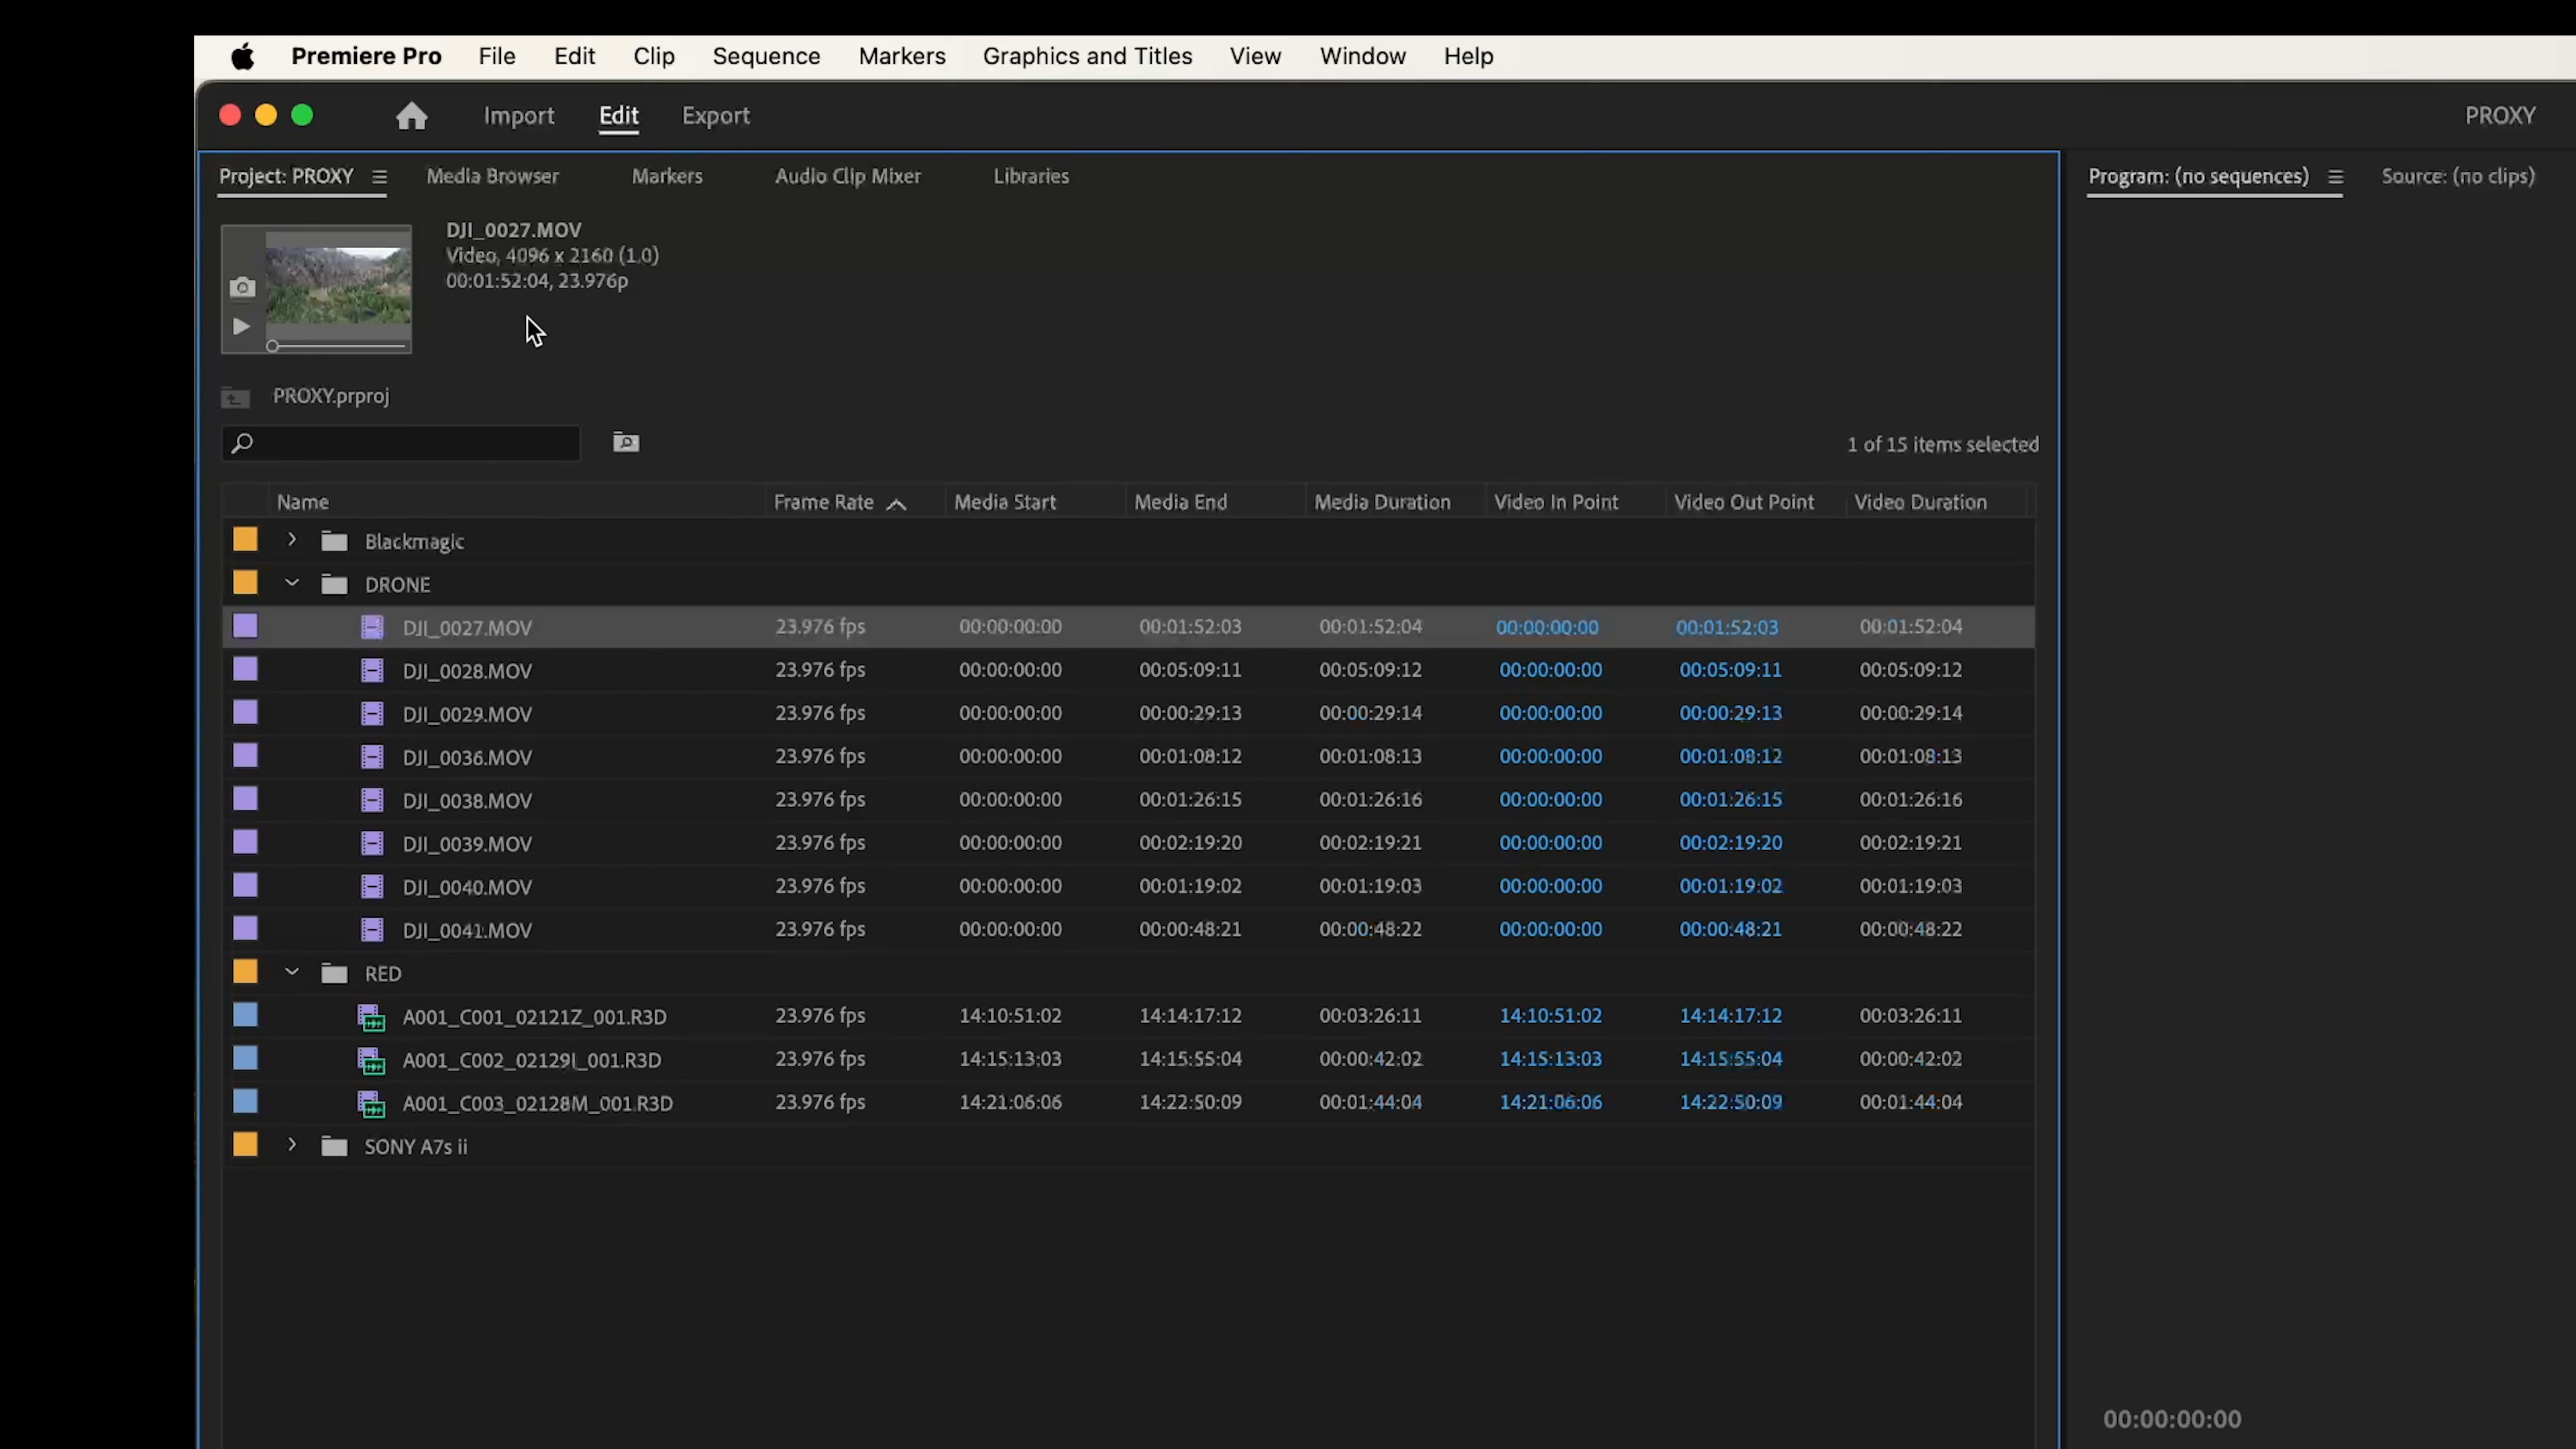 Premiere Pro File Edit Clip Sequence Markers Graphics and Titles View Window Help
Import Edit Export PROXY
Project: PROXY Media Browser Markers Audio Clip Mixer Libraries Program: (no sequences) Source: (no clips)
DJI_0027.MOV
Video, 4096 x 2160 (1.0)
00:01:52:04, 23.976p
PROXY.prproj
1 of 15 items selected
Name Frame Rate Media Start Media End Media Duration Video In Point Video Out Point Video Duration
Blackmagic
DRONE
DJI_0027.MOV 23.976 fps 00:00:00:00 00:01:52:03 00:01:52:04 00:00:00:00 00:01:52:03 00:01:52:04
DJI_0028.MOV 23.976 fps 00:00:00:00 00:05:09:11 00:05:09:12 00:00:00:00 00:05:09:11 00:05:09:12
DJI_0029.MOV 23.976 fps 00:00:00:00 00:00:29:13 00:00:29:14 00:00:00:00 00:00:29:13 00:00:29:14
DJI_0036.MOV 23.976 fps 00:00:00:00 00:01:08:12 00:01:08:13 00:00:00:00 00:01:08:12 00:01:08:13
DJI_0038.MOV 23.976 fps 00:00:00:00 00:01:26:15 00:01:26:16 00:00:00:00 00:01:26:15 00:01:26:16
DJI_0039.MOV 23.976 fps 00:00:00:00 00:02:19:20 00:02:19:21 00:00:00:00 00:02:19:20 00:02:19:21
DJI_0040.MOV 23.976 fps 00:00:00:00 00:01:19:02 00:01:19:03 00:00:00:00 00:01:19:02 00:01:19:03
DJI_0041.MOV 23.976 fps 00:00:00:00 00:00:48:21 00:00:48:22 00:00:00:00 00:00:48:21 00:00:48:22
RED
A001_C001_02121Z_001.R3D 23.976 fps 14:10:51:02 14:14:17:12 00:03:26:11 14:10:51:02 14:14:17:12 00:03:26:11
A001_C002_02129L_001.R3D 23.976 fps 14:15:13:03 14:15:55:04 00:00:42:02 14:15:13:03 14:15:55:04 00:00:42:02
A001_C003_02128M_001.R3D 23.976 fps 14:21:06:06 14:22:50:09 00:01:44:04 14:21:06:06 14:22:50:09 00:01:44:04
SONY A7s ii
00:00:00:00